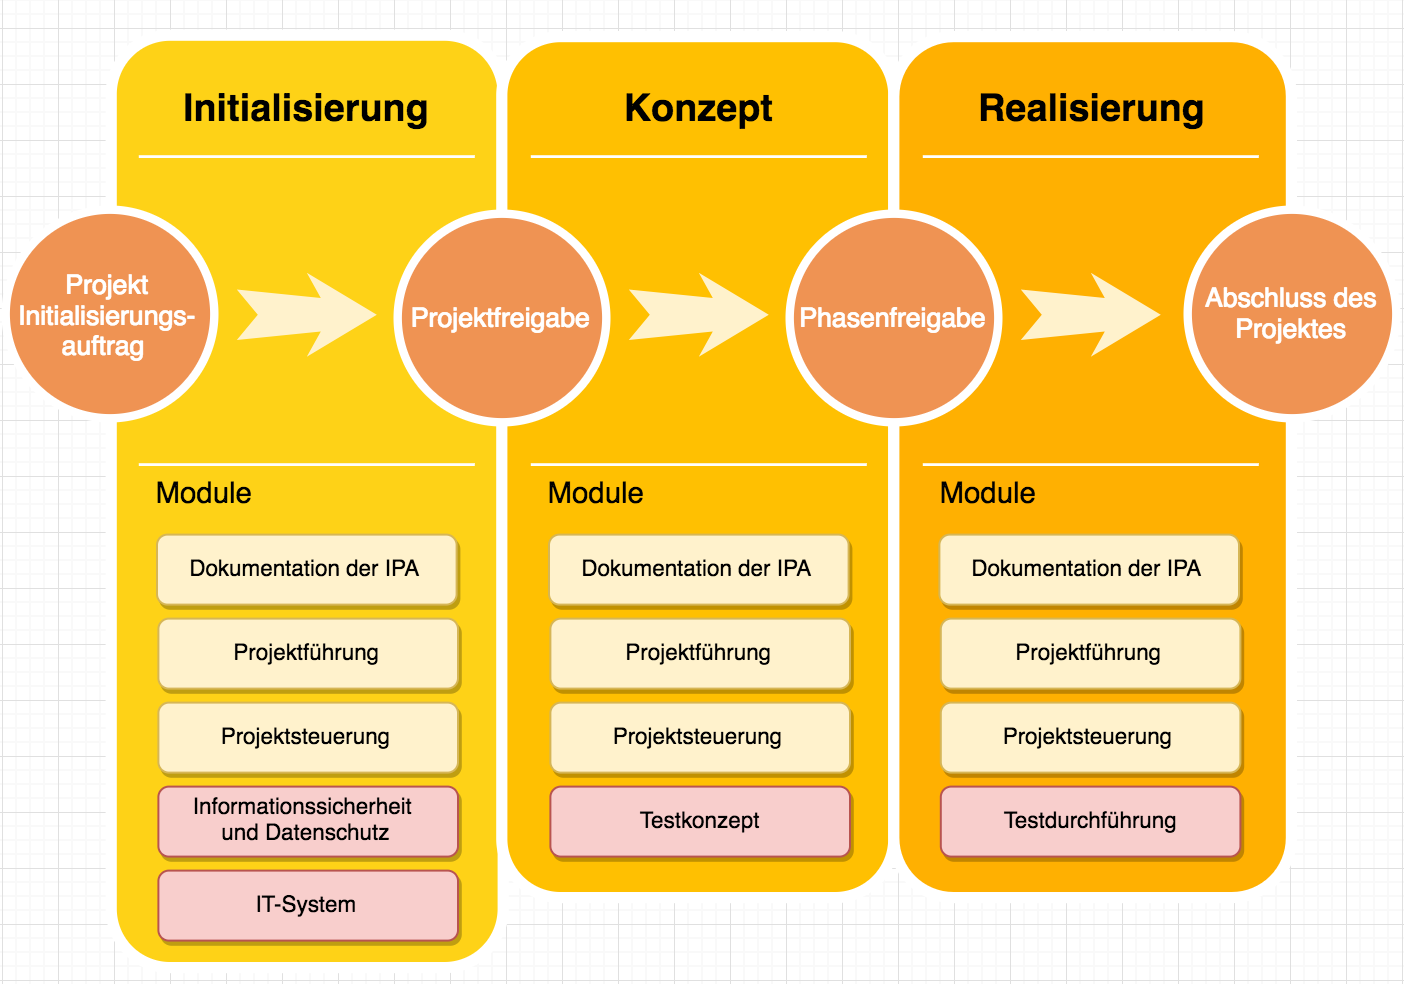 Initialisierung
Konzept
Realisierung
Projekt
Initialisierungs-
auftrag
Projektfreigabe
Phasenfreigabe
Abschluss des
Projektes
Module
Dokumentation der IPA
Projektführung
Projektsteuerung
Informationssicherheit
und Datenschutz
IT-System
Module
Dokumentation der IPA
Projektführung
Projektsteuerung
Testkonzept
Module
Dokumentation der IPA
Projektführung
Projektsteuerung
Testdurchführung